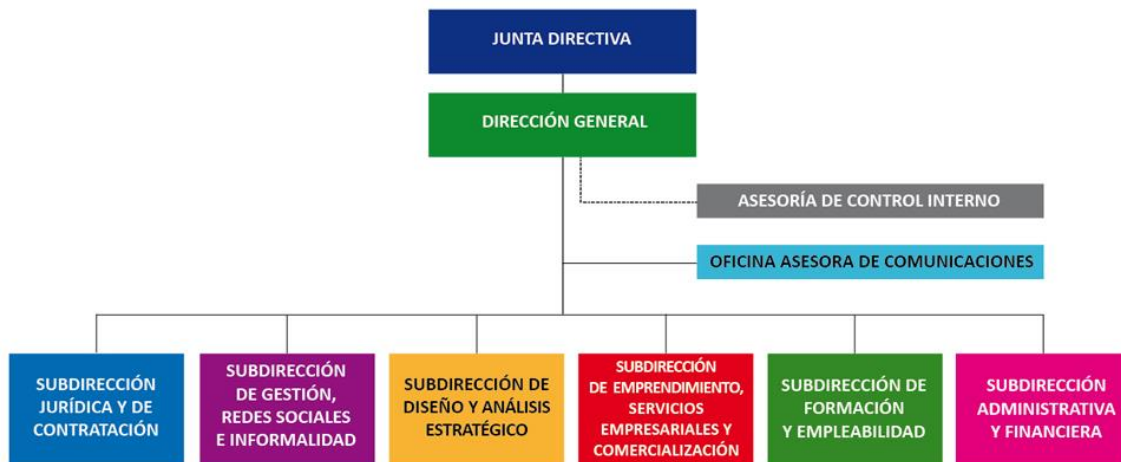 JUNTA DIRECTIVA
DIRECCIÓN GENERAL
ASESORÍA DE CONTROL INTERNO
OFICINA ASESORA DE COMUNICACIONES
SUBDIRECCIÓN
JURÍDICA Y DE
CONTRATACIÓN
SUBDIRECCIÓN
DE GESTIÓN,
REDES SOCIALES
E INFORMALIDAD
SUBDIRECCIÓN DE
DISEÑO Y ANÁLISIS
ESTRATÉGICO
SUBDIRECCIÓN
DE EMPRENDIMIENTO,
SERVICIOS
EMPRESARIALES Y
COMERCIALIZACIÓN
SUBDIRECCIÓN DE
FORMACIÓN
Y EMPLEABILIDAD
SUBDIRECCIÓN
ADMINISTRATIVA
Y FINANCIERA